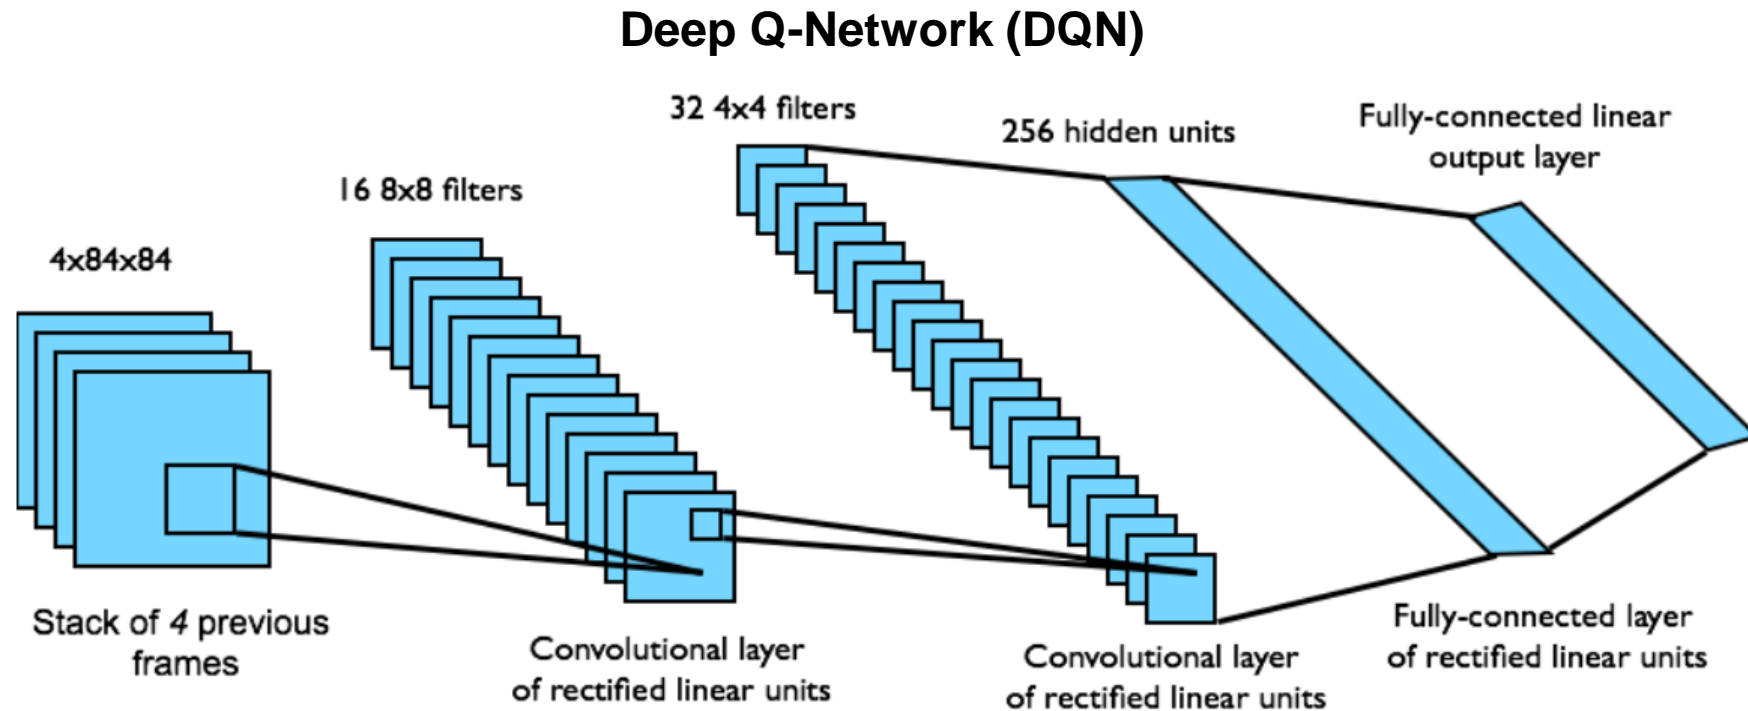 Deep Q-Network (DQN)
32 4x4 filters
256 hidden units
Fully-connected linear
output layer
16 8x8 filters
4x84x84
Stack of 4 previous
frames
Convolutional layer
of rectified linear units
Convolutional layer
of rectified linear units
Fully-connected layer
of rectified linear units